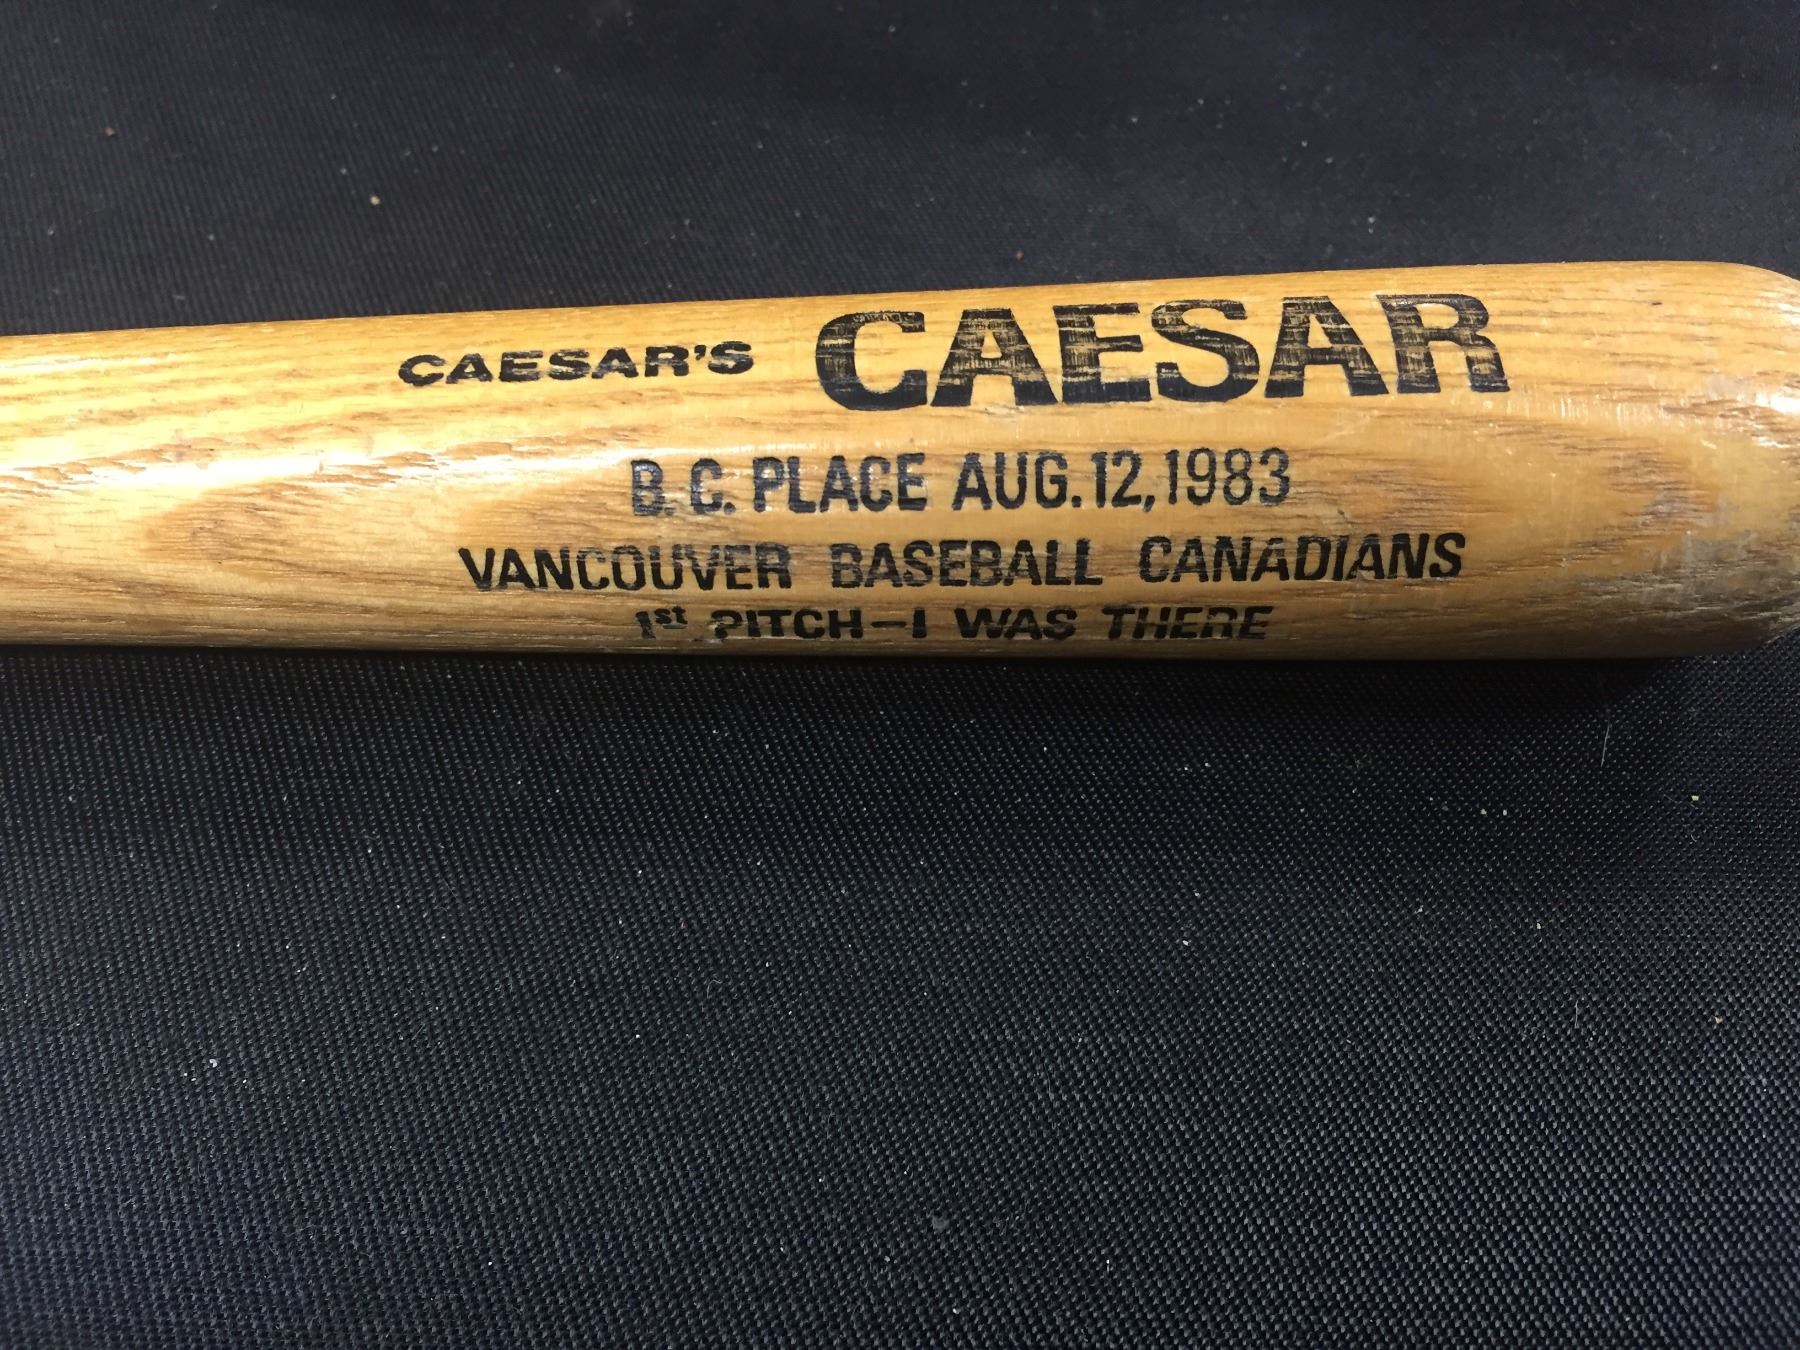 CAESAR'S CAESAR
B.C. PLACE AUG. 12, 1983
VANCOUVER BASEBALL CANADIANS
1st PITCH-I WAS THERE